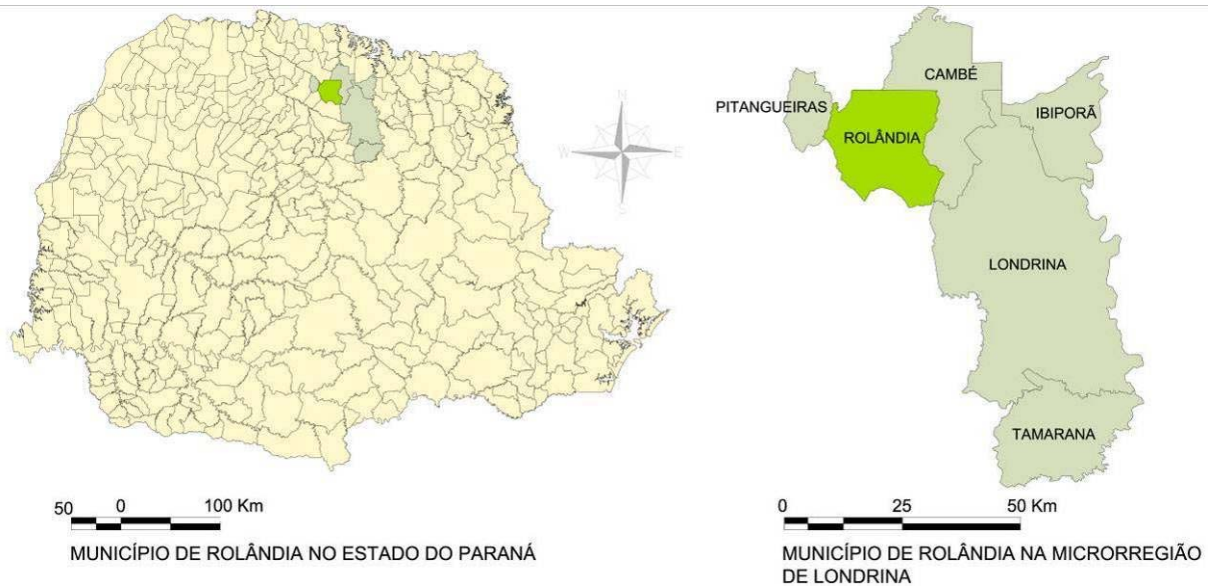 CAMBÉ
PITANGUEIRAS
IBIPORÃ
ROLÂNDIA
N
W E
S
LONDRINA
TAMARANA
50 0 100 Km
MUNICÍPIO DE ROLÂNDIA NO ESTADO DO PARANÁ
0 25 50 Km
MUNICÍPIO DE ROLÂNDIA NA MICRORREGIÃO
DE LONDRINA